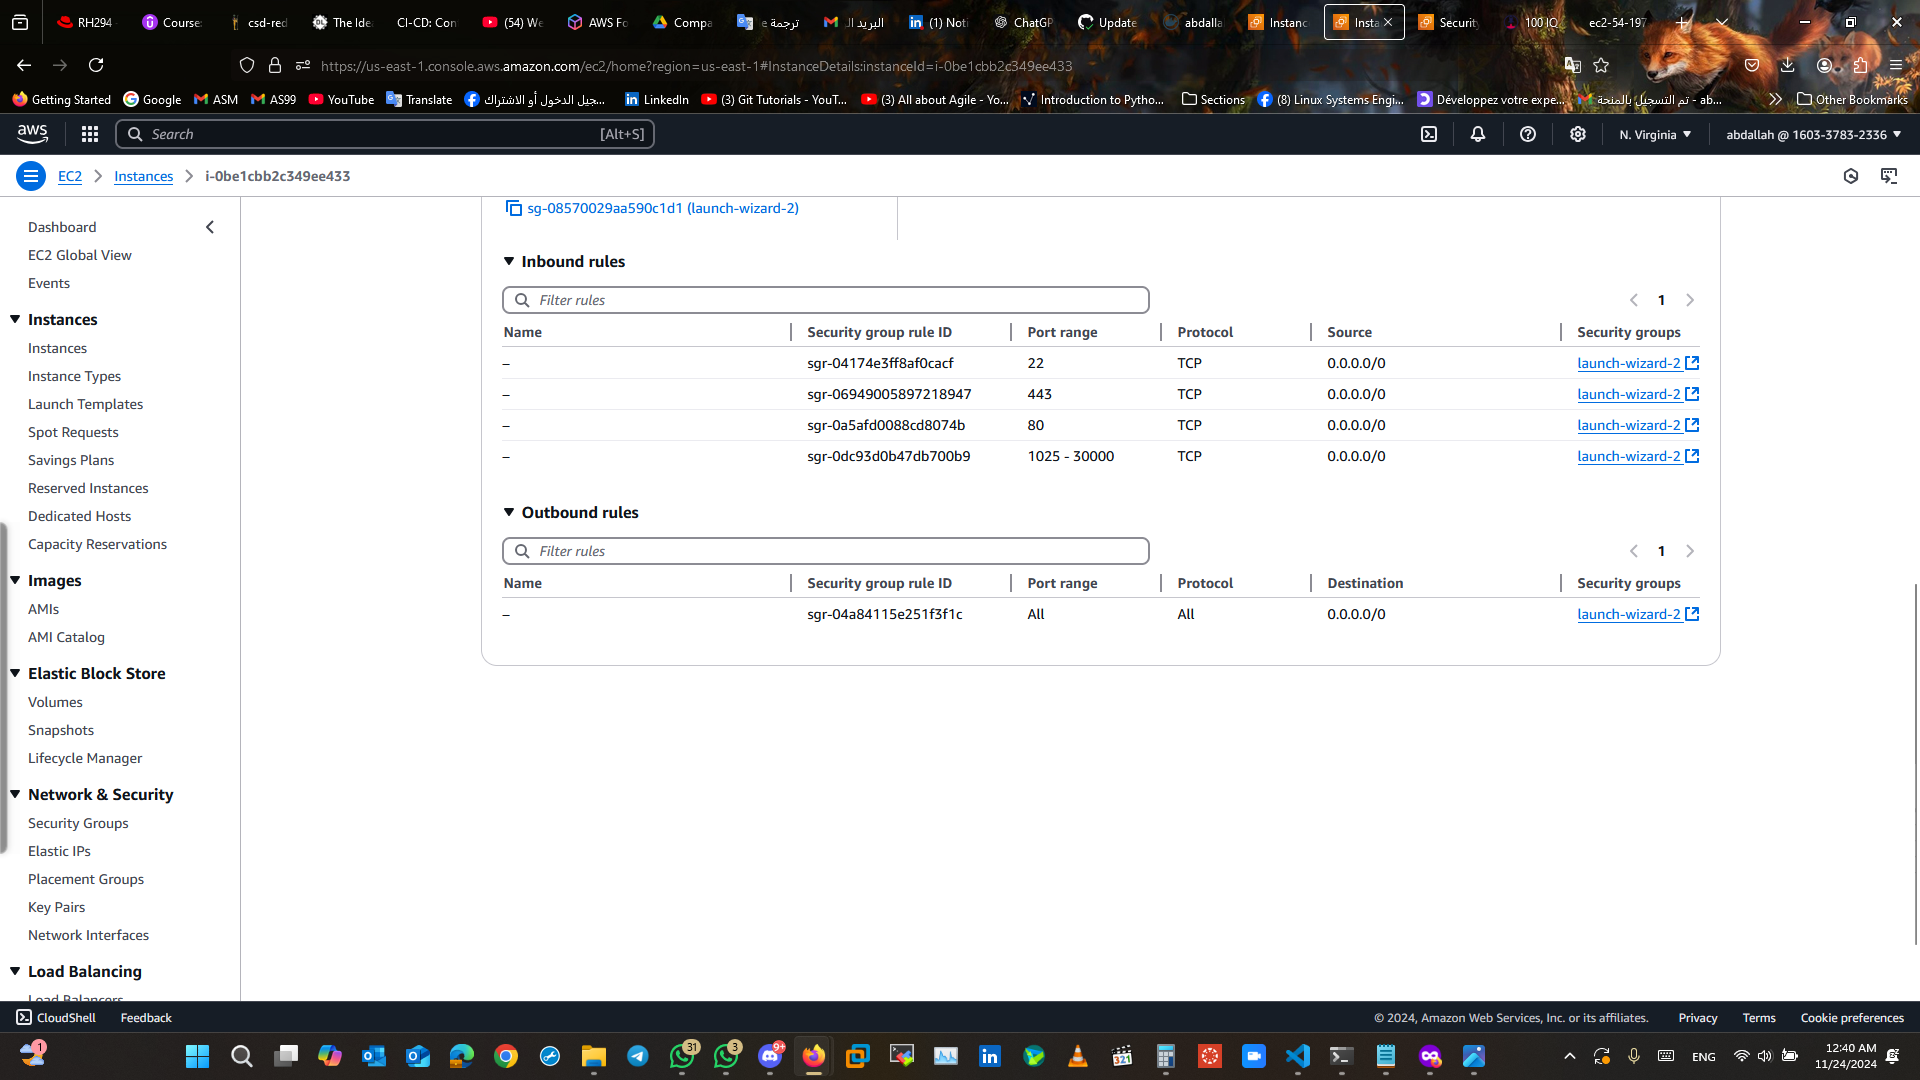 RH294
Course
csd-red
The Idea
CI-CD: Con
(54) We
AWS Fo
Compa
ترجمة e
البريد ال
(1) Noti
ChatGP
Update
abdalla
Instanc
Insta
Security
100 IQ
ec2-54-197
https://us-east-1.console.aws.amazon.com/ec2/home?region=us-east-1#InstanceDetails:instanceId=i-0be1cbb2c349ee433
Getting Started
Google
ASM
AS99
YouTube
Translate
...جيل الدخول أو الاشتراك
LinkedIn
(3) Git Tutorials - YouT...
(3) All about Agile - Yo...
Introduction to Pytho...
Sections
(8) Linux Systems Engi...
Développez votre expe...
تم التسجيل بالمنحة - ab...
Other Bookmarks
aws
Search
[Alt+S]
N. Virginia
abdallah @ 1603-3783-2336
EC2
Instances
i-0be1cbb2c349ee433
Dashboard
EC2 Global View
Events
Instances
Instances
Instance Types
Launch Templates
Spot Requests
Savings Plans
Reserved Instances
Dedicated Hosts
Capacity Reservations
Images
AMIs
AMI Catalog
Elastic Block Store
Volumes
Snapshots
Lifecycle Manager
Network & Security
Security Groups
Elastic IPs
Placement Groups
Key Pairs
Network Interfaces
Load Balancing
Load Balancers
sg-08570029aa590c1d1 (launch-wizard-2)
Inbound rules
Filter rules
1
Name Security group rule ID Port range Protocol Source Security groups
– sgr-04174e3ff8af0cacf 22 TCP 0.0.0.0/0 launch-wizard-2
– sgr-06949005897218947 443 TCP 0.0.0.0/0 launch-wizard-2
– sgr-0a5afd0088cd8074b 80 TCP 0.0.0.0/0 launch-wizard-2
– sgr-0dc93d0b47db700b9 1025 - 30000 TCP 0.0.0.0/0 launch-wizard-2
Outbound rules
Filter rules
1
Name Security group rule ID Port range Protocol Destination Security groups
– sgr-04a84115e251f3f1c All All 0.0.0.0/0 launch-wizard-2
CloudShell
Feedback
© 2024, Amazon Web Services, Inc. or its affiliates.
Privacy
Terms
Cookie preferences
1
31
3
9+
321
ENG
12:40 AM
11/24/2024